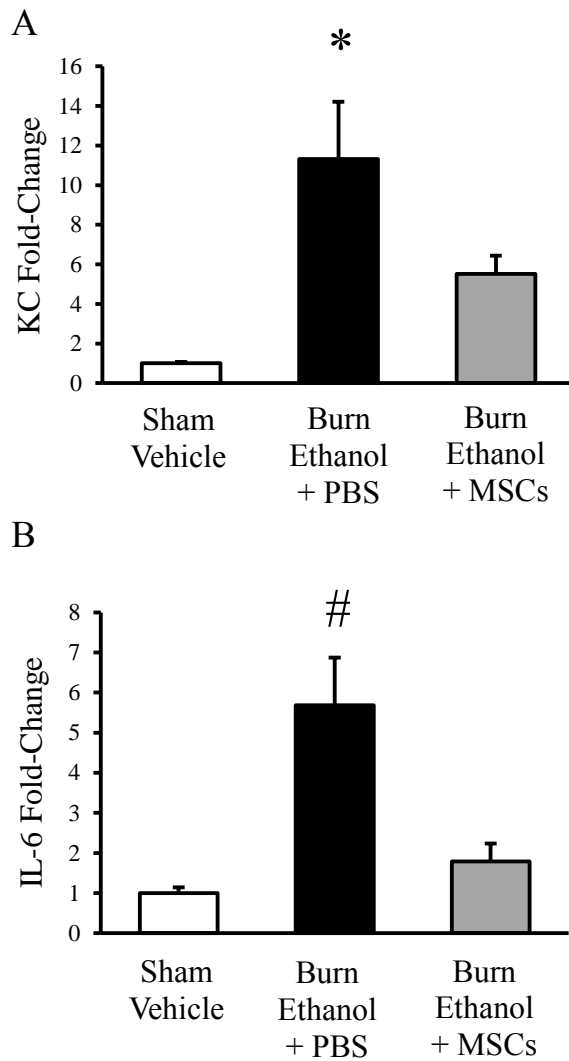 A
*
16
14
12
10
8
6
4
2
0
KC Fold-Change
Sham
Vehicle
Burn
Ethanol
+ PBS
Burn
Ethanol
+ MSCs
B
#
8
7
6
5
4
3
2
1
0
IL-6 Fold-Change
Sham
Vehicle
Burn
Ethanol
+ PBS
Burn
Ethanol
+ MSCs